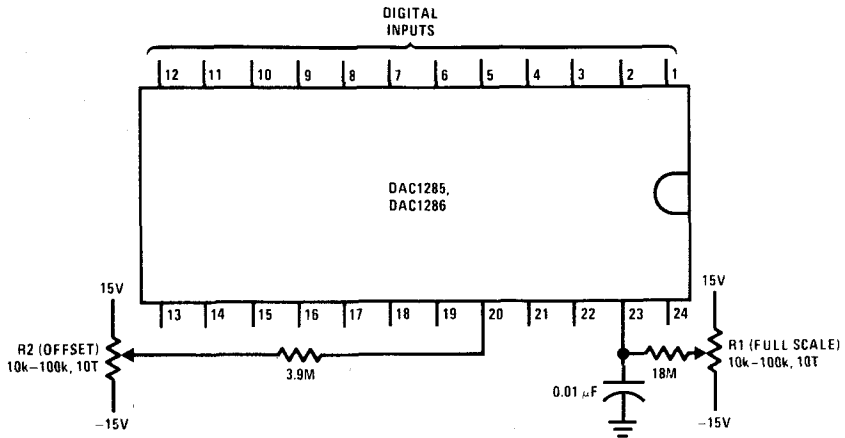 DIGITAL
INPUTS
12 11 10 9 8 7 6 5 4 3 2 1
DAC1285,
DAC1286
13 14 15 16 17 18 19 20 21 22 23 24
15V
R2 (OFFSET)
10k–100k, 10T
–15V
3.9M
0.01 μF
18M
15V
R1 (FULL SCALE)
10k–100k, 10T
–15V